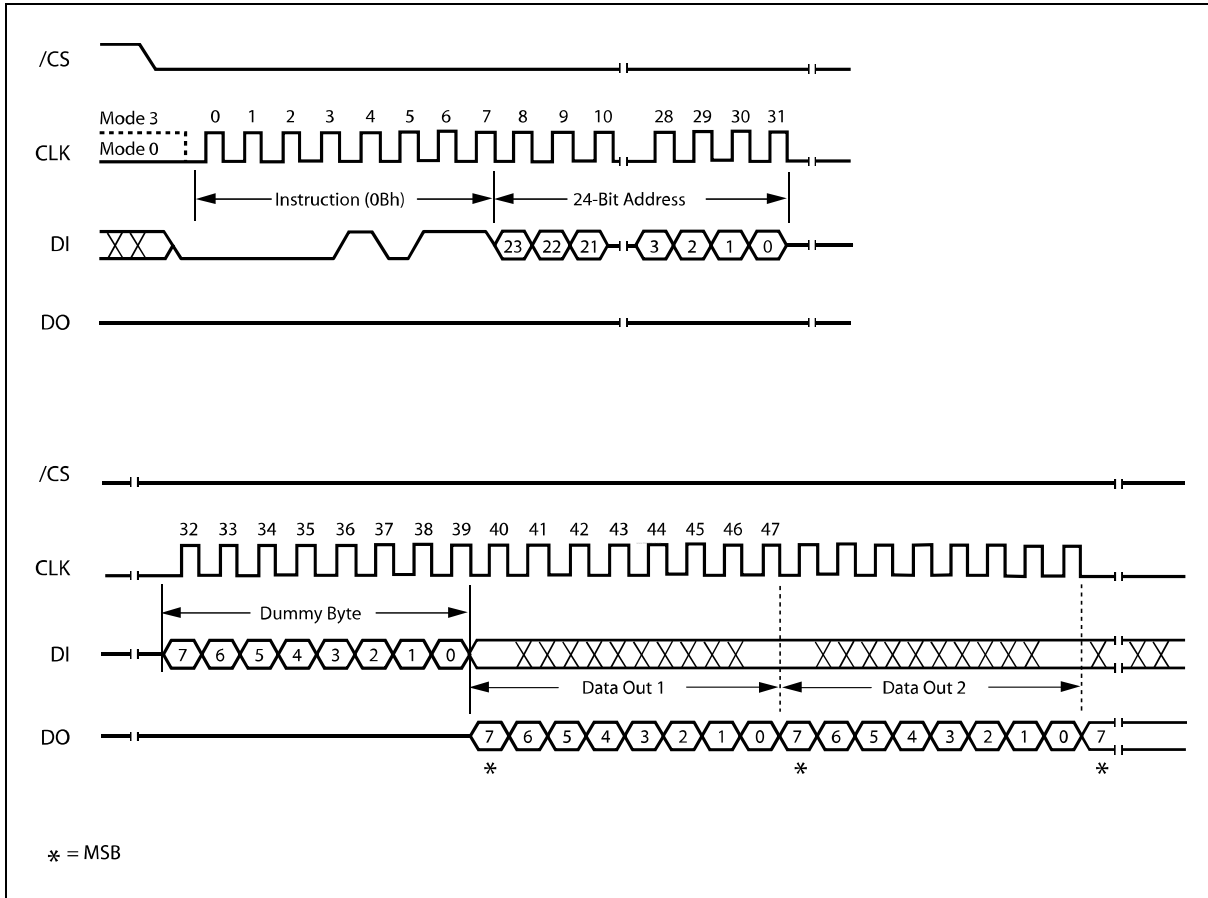 /CS
Mode 3
0 1 2 3 4 5 6 7 8 9 10 28 29 30 31
CLK
Mode 0
Instruction (0Bh) 24-Bit Address
DI 23 22 21 3 2 1 0
DO
/CS
32 33 34 35 36 37 38 39 40 41 42 43 44 45 46 47
CLK
Dummy Byte
DI 7 6 5 4 3 2 1 0
Data Out 1 Data Out 2
DO 7 6 5 4 3 2 1 0 7 6 5 4 3 2 1 0 7
* * *
* = MSB